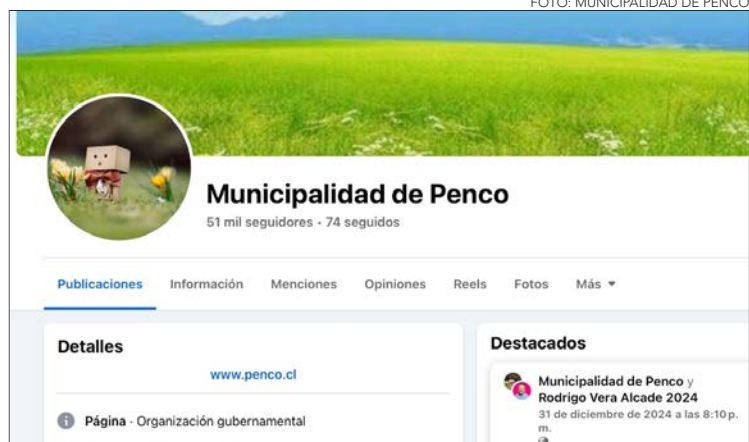 FOTO: MUNICIPALIDAD DE PENCO
Municipalidad de Penco
51 mil seguidores · 74 seguidos
Publicaciones Información Menciones Opiniones Reels Fotos Más
Detalles
www.penco.cl
Página · Organización gubernamental
Destacados
Municipalidad de Penco y
Rodrigo Vera Alcade 2024
31 de diciembre de 2024 a las 8:10 p.
m.